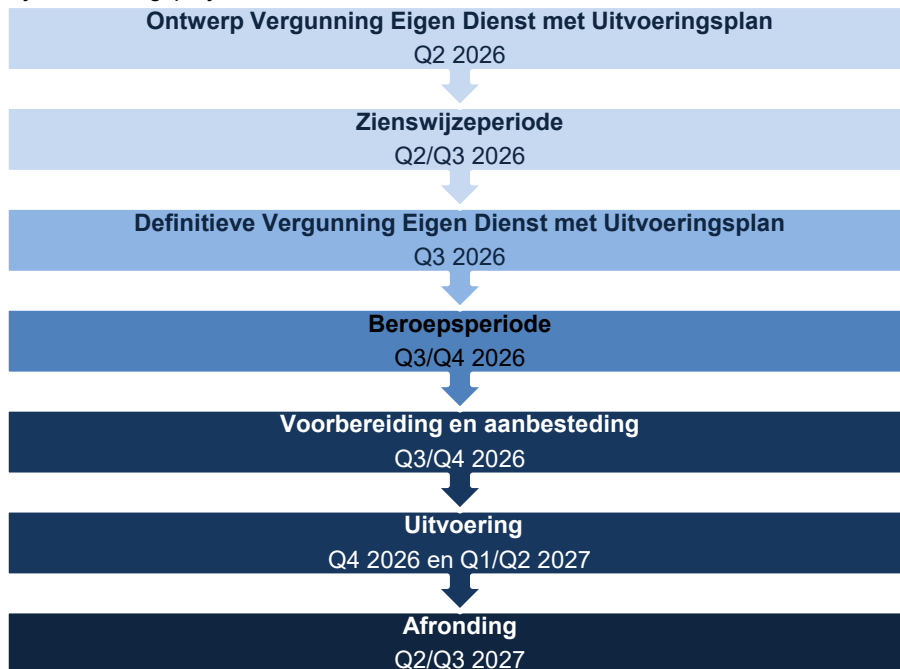 Ontwerp Vergunning Eigen Dienst met Uitvoeringsplan
Q2 2026
Zienswijzeperiode
Q2/Q3 2026
Definitieve Vergunning Eigen Dienst met Uitvoeringsplan
Q3 2026
Beroepsperiode
Q3/Q4 2026
Voorbereiding en aanbesteding
Q3/Q4 2026
Uitvoering
Q4 2026 en Q1/Q2 2027
Afronding
Q2/Q3 2027